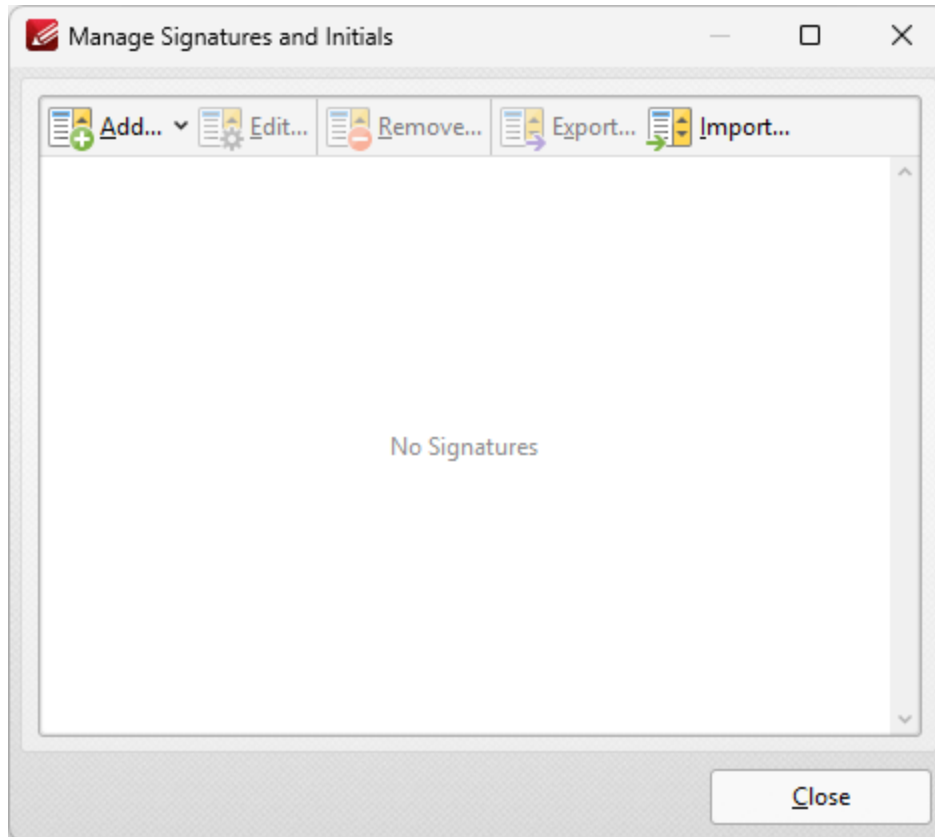 Manage Signatures and Initials
Add... Edit... Remove... Export... Import...
No Signatures
Close